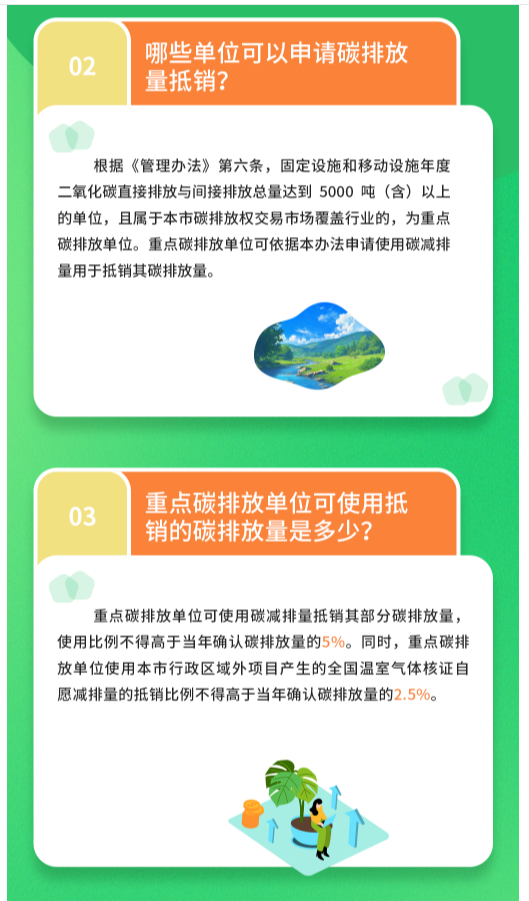 02
哪些单位可以申请碳排放
量抵销？
根据《管理办法》第六条，固定设施和移动设施年度
二氧化碳直接排放与间接排放总量达到 5000 吨（含）以上
的单位，且属于本市碳排放权交易市场覆盖行业的，为重点
碳排放单位。重点碳排放单位可依据本办法申请使用碳减排
量用于抵销其碳排放量。
03
重点碳排放单位可使用抵
销的碳排放量是多少？
重点碳排放单位可使用碳减排量抵销其部分碳排放量，
使用比例不得高于当年确认碳排放量的5%。同时，重点碳排
放单位使用本市行政区域外项目产生的全国温室气体核证自
愿减排量的抵销比例不得高于当年确认碳排放量的2.5%。